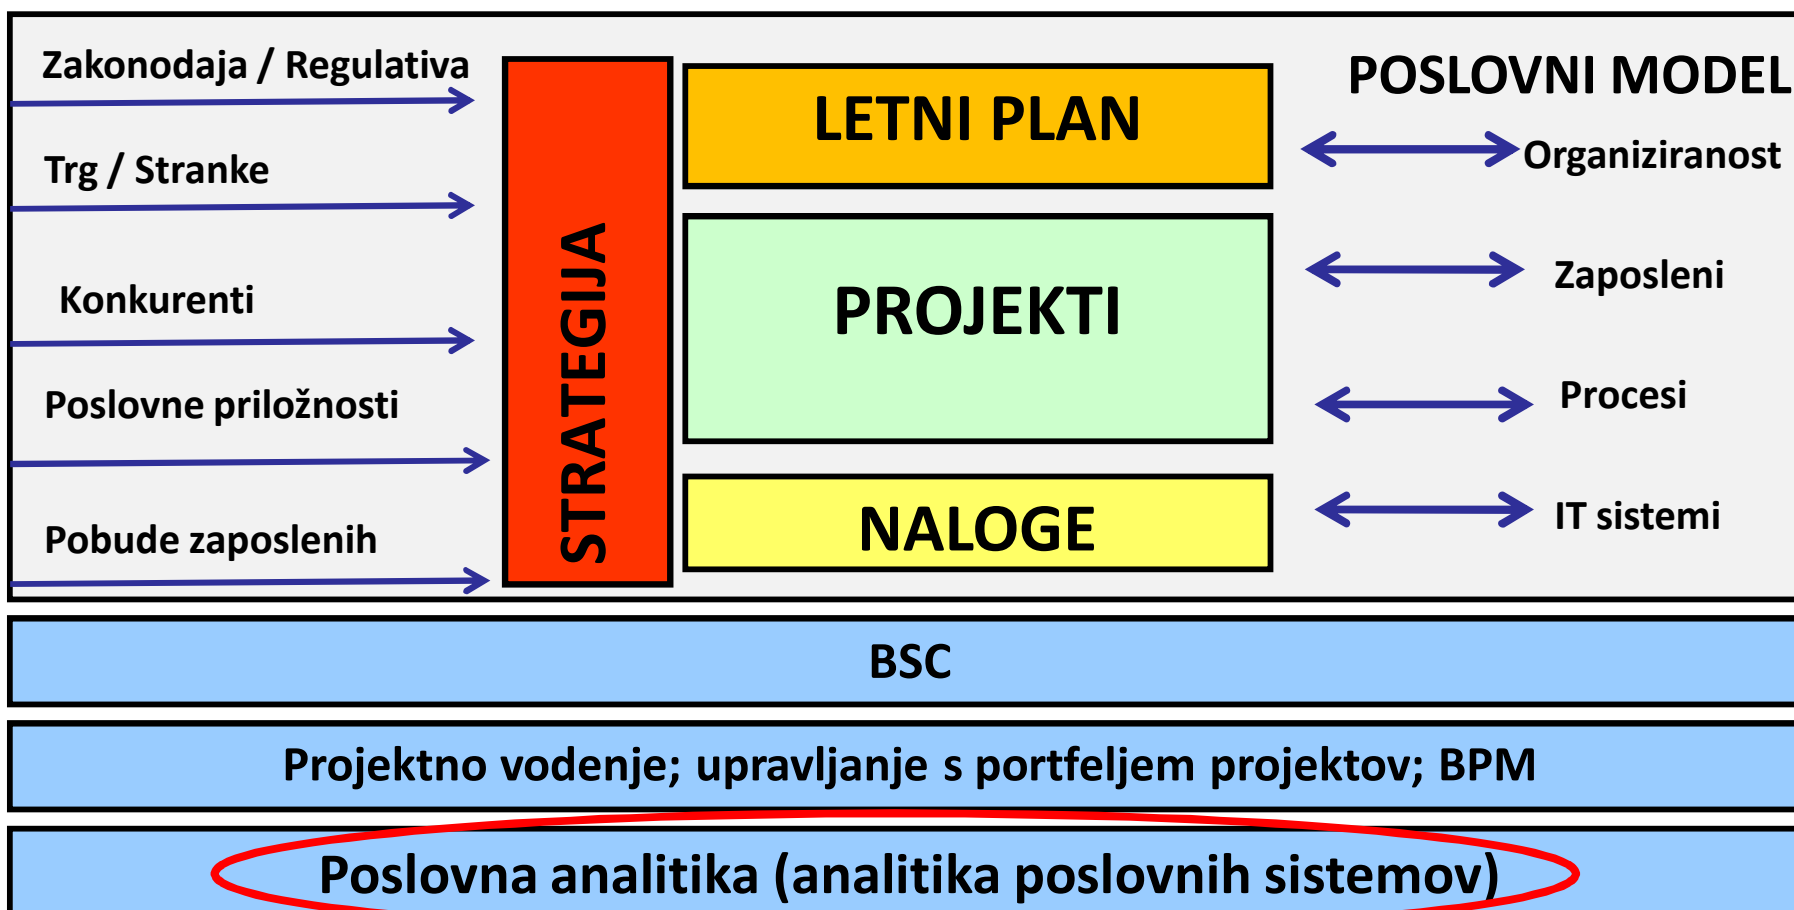 Zakonodaja / Regulativa
Trg / Stranke
Konkurenti
Poslovne priložnosti
Pobude zaposlenih
STRATEGIJA
LETNI PLAN
PROJEKTI
NALOGE
POSLOVNI MODEL
Organiziranost
Zaposleni
Procesi
IT sistemi
BSC
Projektno vodenje; upravljanje s portfeljem projektov; BPM
Poslovna analitika (analitika poslovnih sistemov)